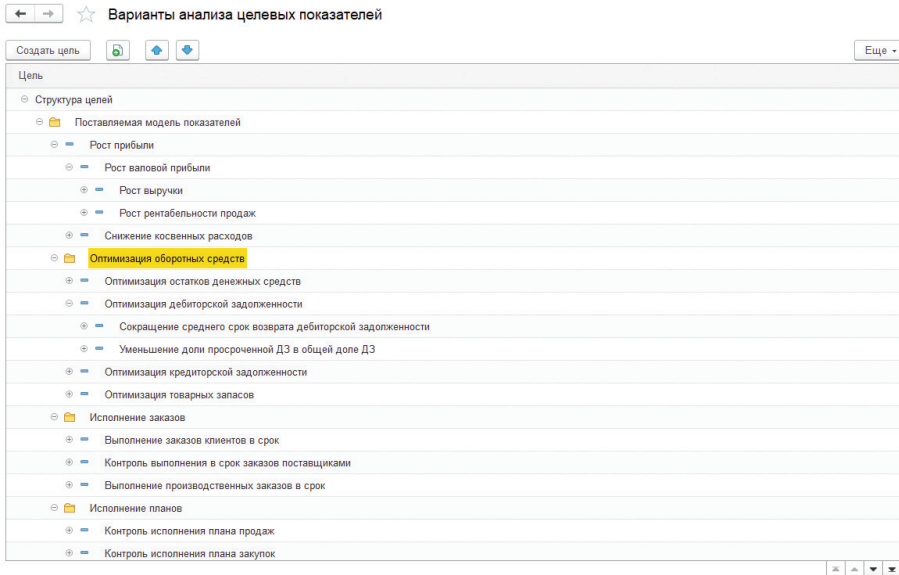 Варианты анализа целевых показателей
Создать цель
Еще
Цель
Структура целей
Поставляемая модель показателей
Рост прибыли
Рост валовой прибыли
Рост выручки
Рост рентабельности продаж
Снижение косвенных расходов
Оптимизация оборотных средств
Оптимизация остатков денежных средств
Оптимизация дебиторской задолженности
Сокращение среднего срок возврата дебиторской задолженности
Уменьшение доли просроченной ДЗ в общей доле ДЗ
Оптимизация кредиторской задолженности
Оптимизация товарных запасов
Исполнение заказов
Выполнение заказов клиентов в срок
Контроль выполнения в срок заказов поставщиками
Выполнение производственных заказов в срок
Исполнение планов
Контроль исполнения плана продаж
Контроль исполнения плана закупок